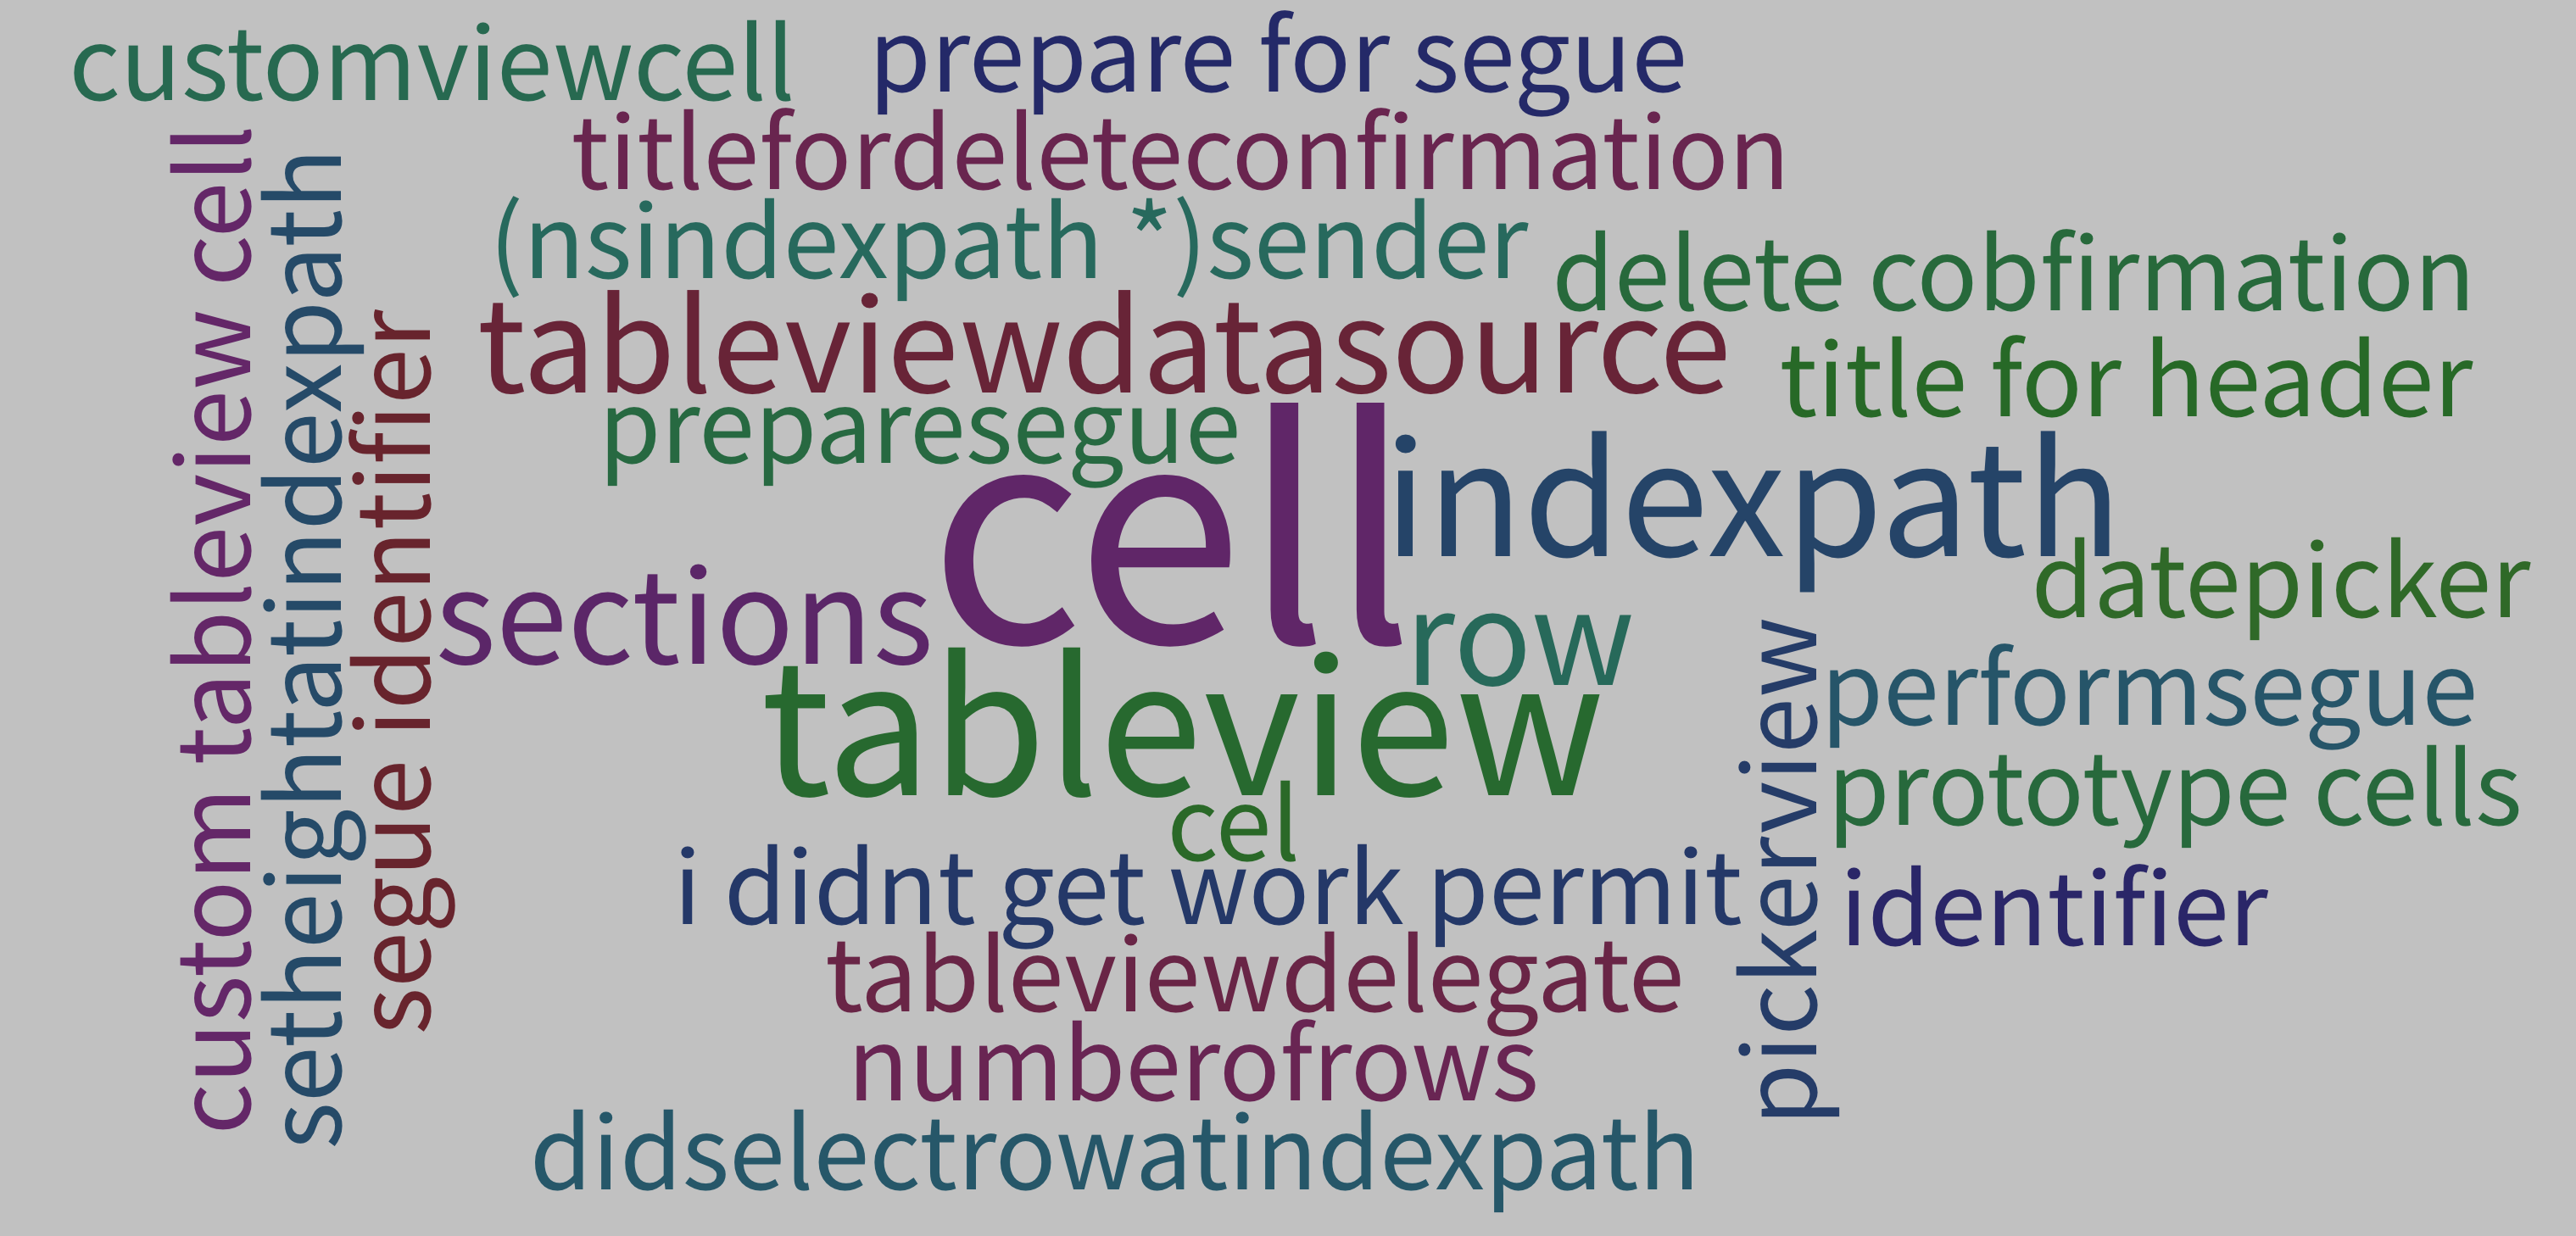 customviewcell
prepare for segue
titlefordeleteconfirmation
(nsindexpath *)sender
delete cobfirmation
tableviewdatasource
title for header
preparesegue
cell
indexpath
custom tableview cell
setheightatindexpath
segue identifier
sections
row
datepicker
tableview
performsegue
cel
prototype cells
pickerview
i didnt get work permit
identifier
tableviewdelegate
numberofrows
didselectrowatindexpath